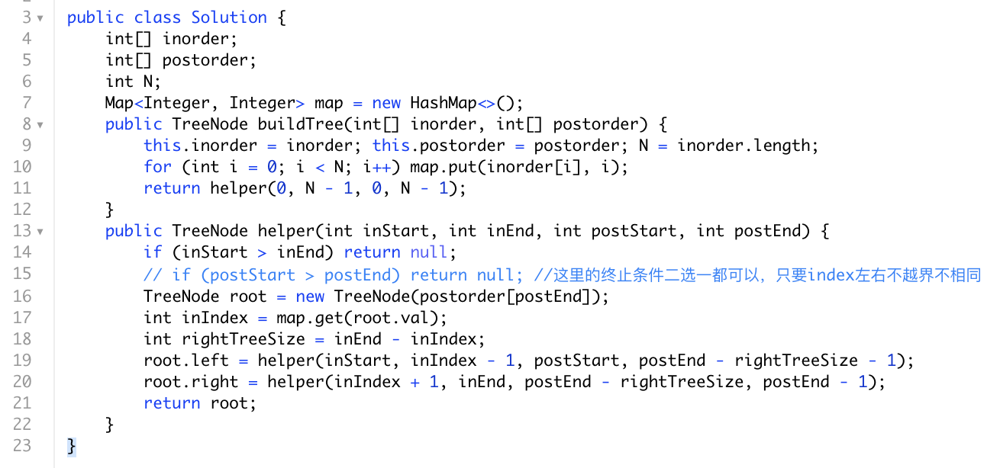 3 public class Solution {
4     int[] inorder;
5     int[] postorder;
6     int N;
7     Map<Integer, Integer> map = new HashMap<>();
8     public TreeNode buildTree(int[] inorder, int[] postorder) {
9         this.inorder = inorder; this.postorder = postorder; N = inorder.length;
10         for (int i = 0; i < N; i++) map.put(inorder[i], i);
11         return helper(0, N - 1, 0, N - 1);
12     }
13     public TreeNode helper(int inStart, int inEnd, int postStart, int postEnd) {
14         if (inStart > inEnd) return null;
15         // if (postStart > postEnd) return null; //这里的终止条件二选一都可以，只要index左右不越界不相同
16         TreeNode root = new TreeNode(postorder[postEnd]);
17         int inIndex = map.get(root.val);
18         int rightTreeSize = inEnd - inIndex;
19         root.left = helper(inStart, inIndex - 1, postStart, postEnd - rightTreeSize - 1);
20         root.right = helper(inIndex + 1, inEnd, postEnd - rightTreeSize, postEnd - 1);
21         return root;
22     }
23 }